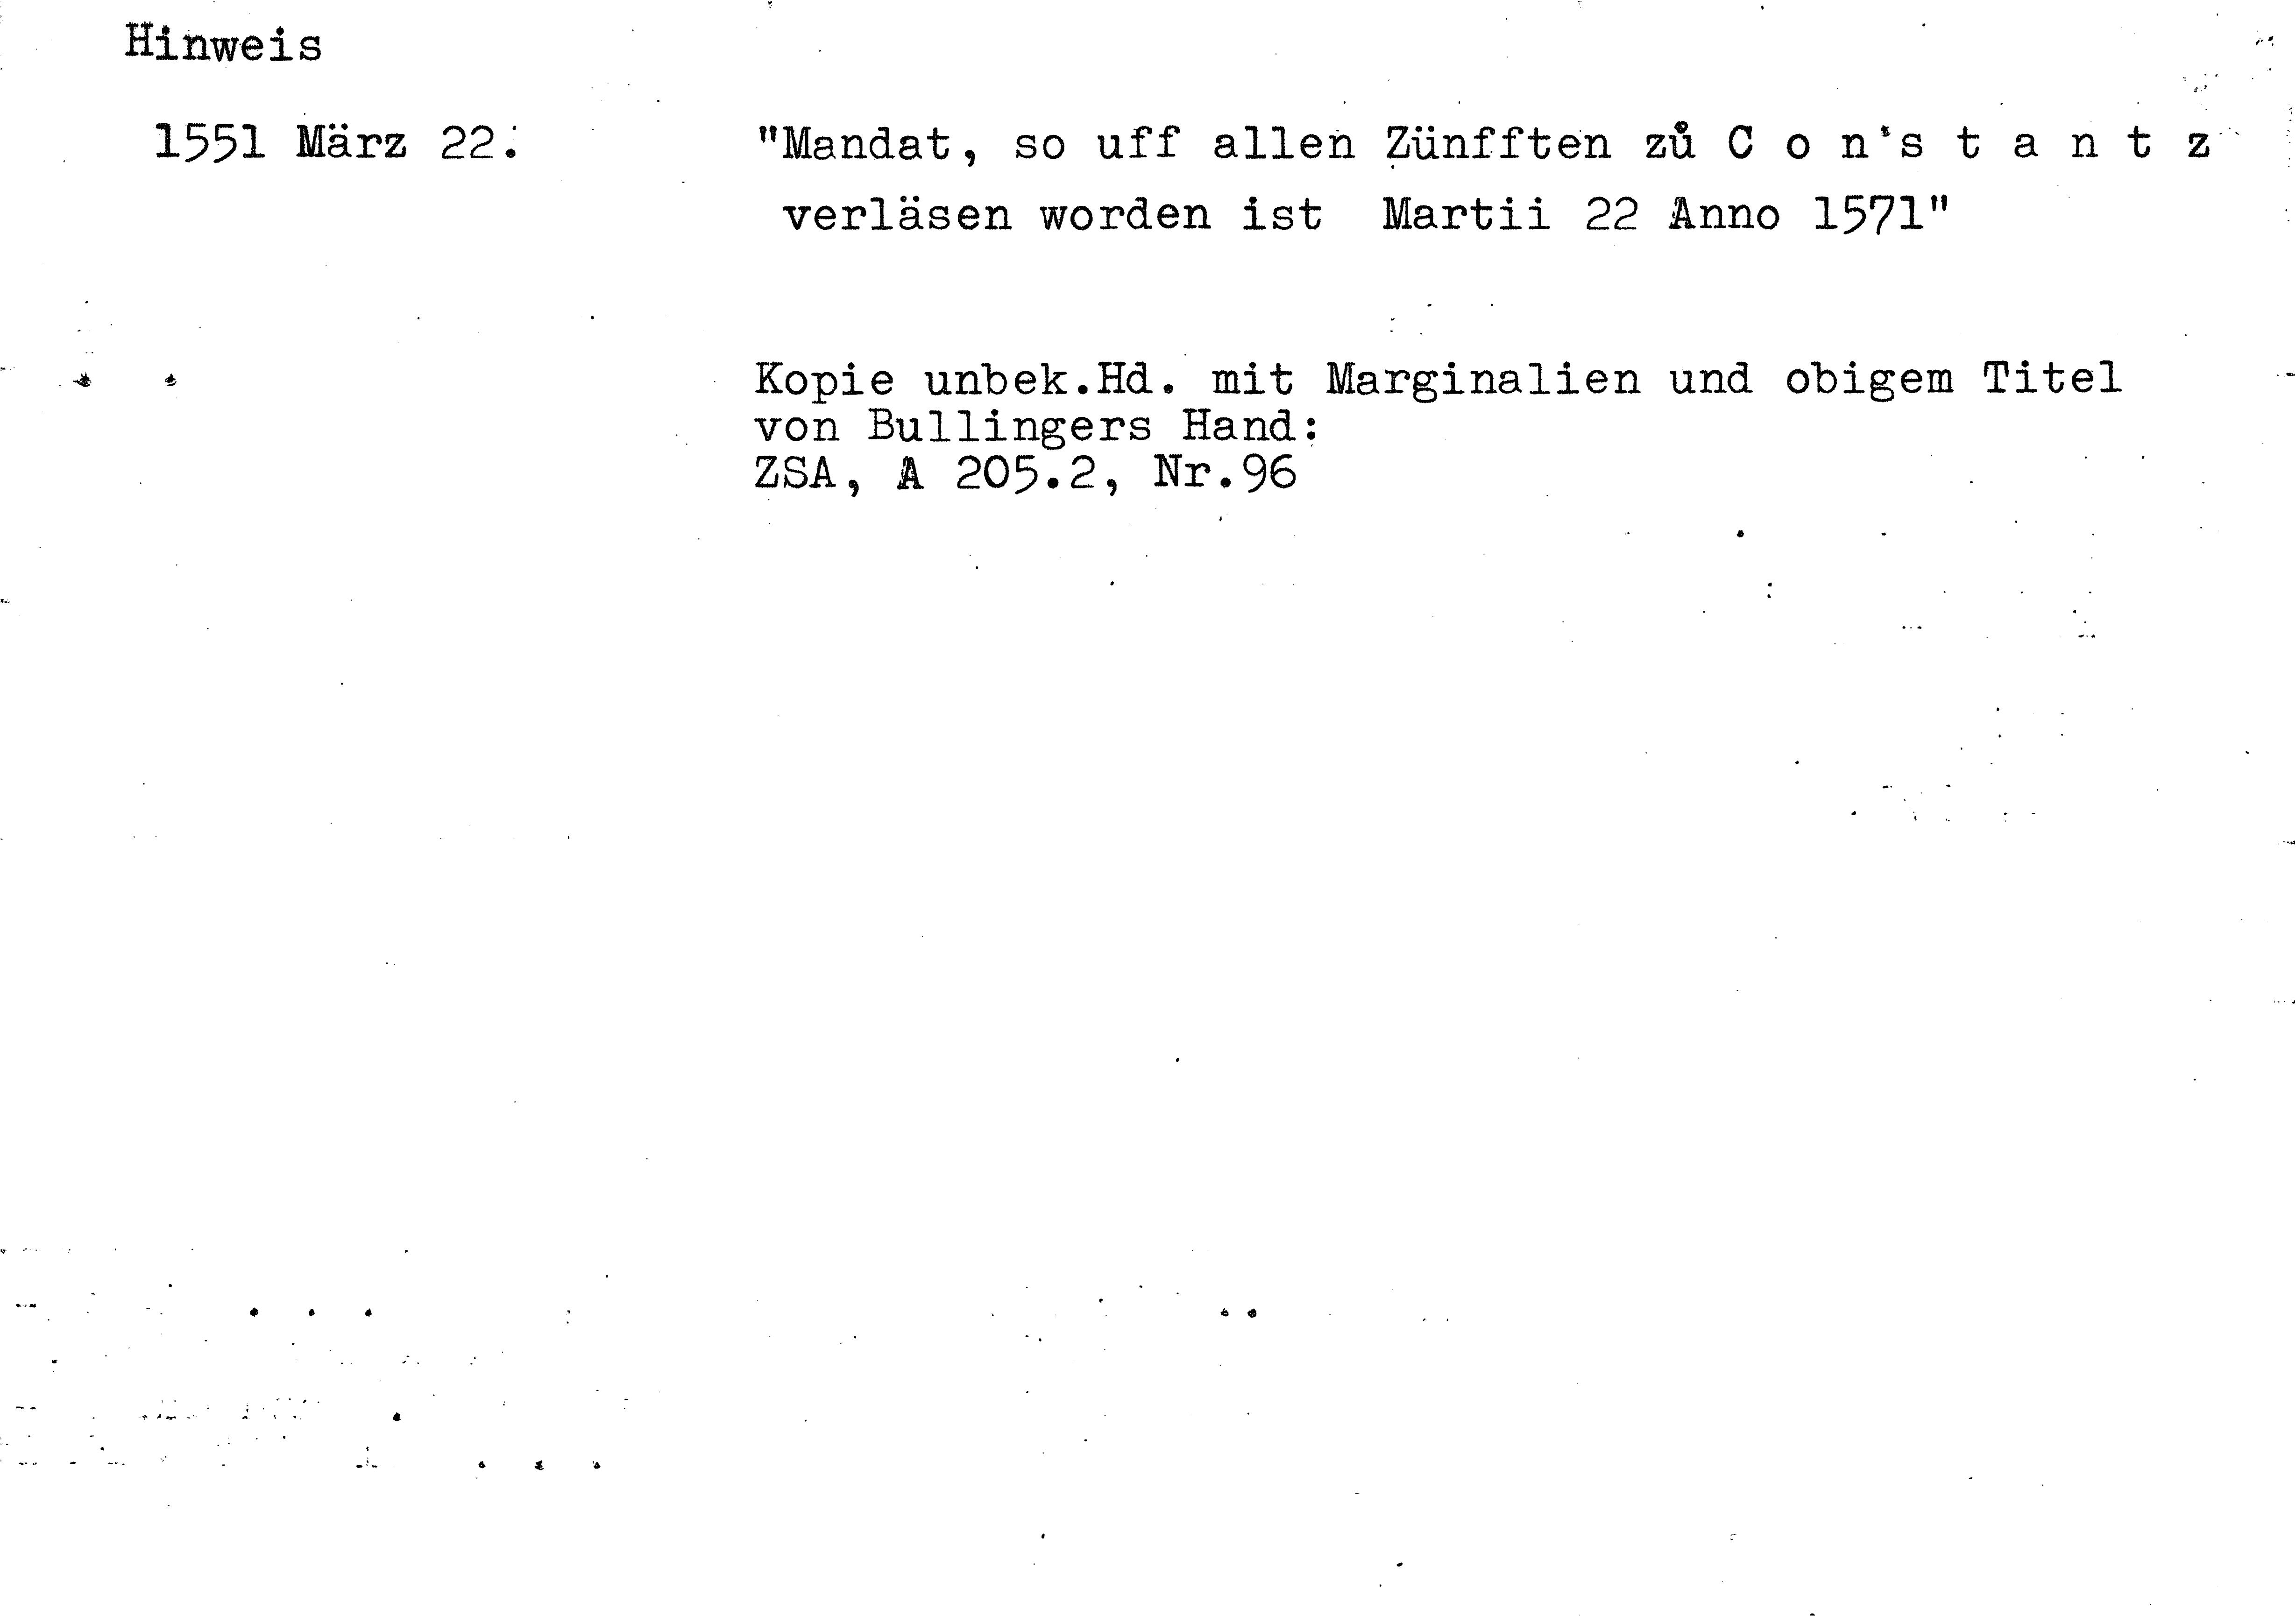 Hinweis
1551 März 22. "Mandat, so uff allen Zünfften zů C o n s t a n t z
verläsen worden ist Martii 22 Anno 1571"
Kopie unbek.Hd. mit Marginalien und obigem Titel
von Bullingers Hand:
ZSA, A 205.2, Nr.96